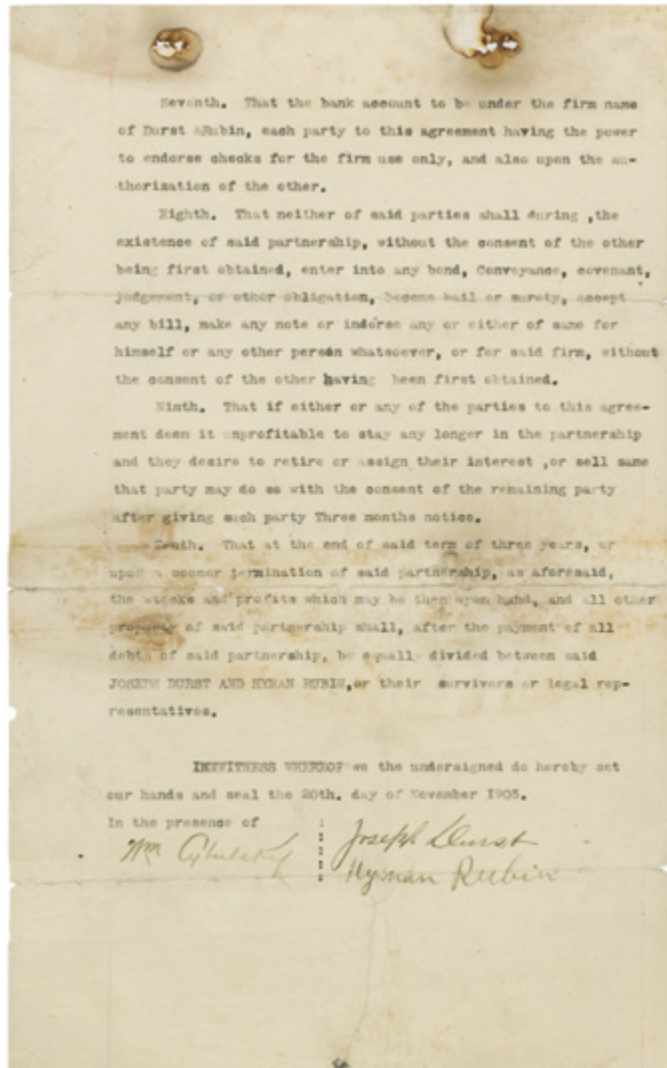 Seventh. That the bank account to be under the firm name
of Durst &Rubin, each party to this agreement having the power
to endorse checks for the firm use only, and also upon the au-
thorization of the other.
Eighth. That neither of said parties shall during ,the
existence of said partnership, without the consent of the other
being first obtained, enter into any bond, Conveyance, covenant,
judgement, or other obligation, become bail or surety, accept
any bill, make any note or indorse any or either of same for
himself or any other person whatsoever, or for said firm, without
the consent of the other having been first obtained.
Ninth. That if either or any of the parties to this agree-
ment deem it unprofitable to stay any longer in the partnership
and they desire to retire or assign their interest ,or sell same
that party may do so with the consent of the remaining party
after giving such party Three months notice.
Tenth. That at the end of said term of three years, or
upon a sooner termination of said partnership, as aforesaid,
the stocks and profits which may be then upon hand, and all other
property of said partnership shall, after the payment of all
debts of said partnership, be equally divided between said
JOSEPH DURST AND HYMAN RUBIN,or their survivors or legal rep-
resentatives.
INWITNESS WHEREOF we the undersigned do hereby set
our hands and seal the 20th. day of November 1905.
In the presence of
Wm
Joseph Durst
Hyman Rubin